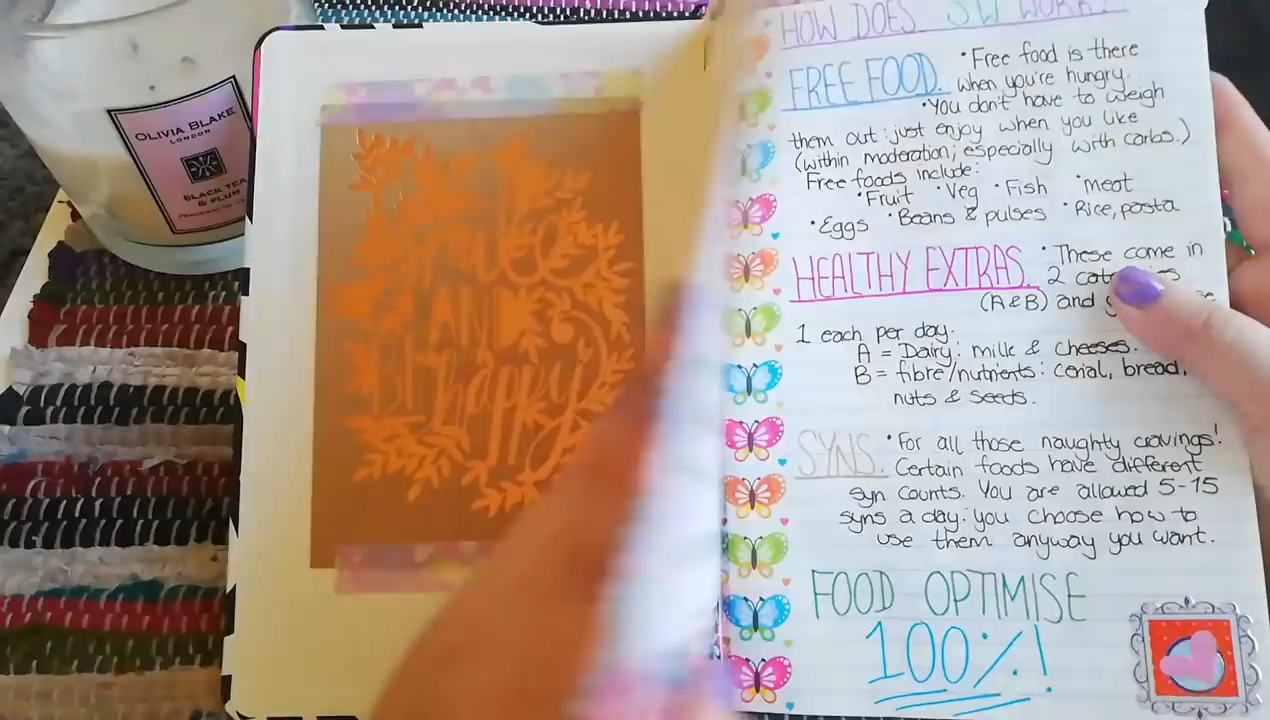 OLIVIA BLAKE
LONDON
BLACK TEA
& PLUM
AND
happy
HOW DOES SW WORK?
FREE FOOD. • Free food is there
when you're hungry.
• You don't have to weigh
them out: just enjoy when you like
(within moderation; especially with carbs.)
Free foods include:
• Fruit • Veg • Fish • meat
• Eggs • Beans & pulses • Rice, pasta
HEALTHY EXTRAS. • These come in
2
(A&B) and
1 each per day:
A = Dairy: milk & cheeses.
B = fibre/nutrients: cerial, bread,
nuts & seeds.
SYNS. • For all those naughty cravings!
Certain foods have different
syn counts. You are allowed 5-15
syns a day: you choose how to
use them anyway you want.
FOOD OPTIMISE
100%!